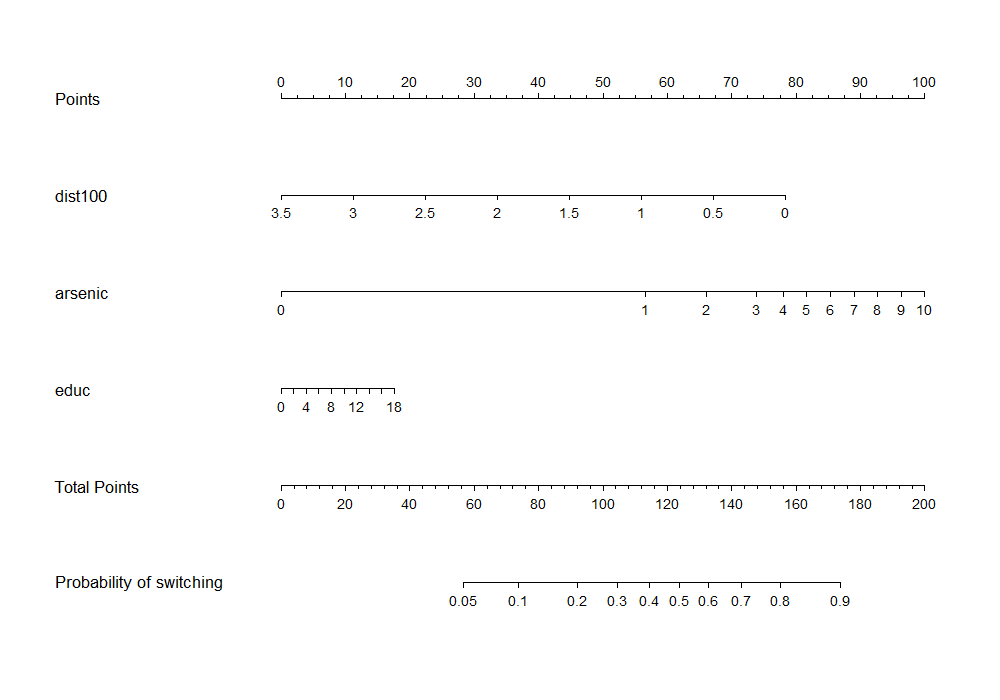 0 10 20 30 40 50 60 70 80 90 100
Points
dist100
3.5 3 2.5 2 1.5 1 0.5 0
arsenic
0 1 2 3 4 5 6 7 8 9 10
educ
0 4 8 12 18
Total Points
0 20 40 60 80 100 120 140 160 180 200
Probability of switching
0.05 0.1 0.2 0.3 0.4 0.5 0.6 0.7 0.8 0.9